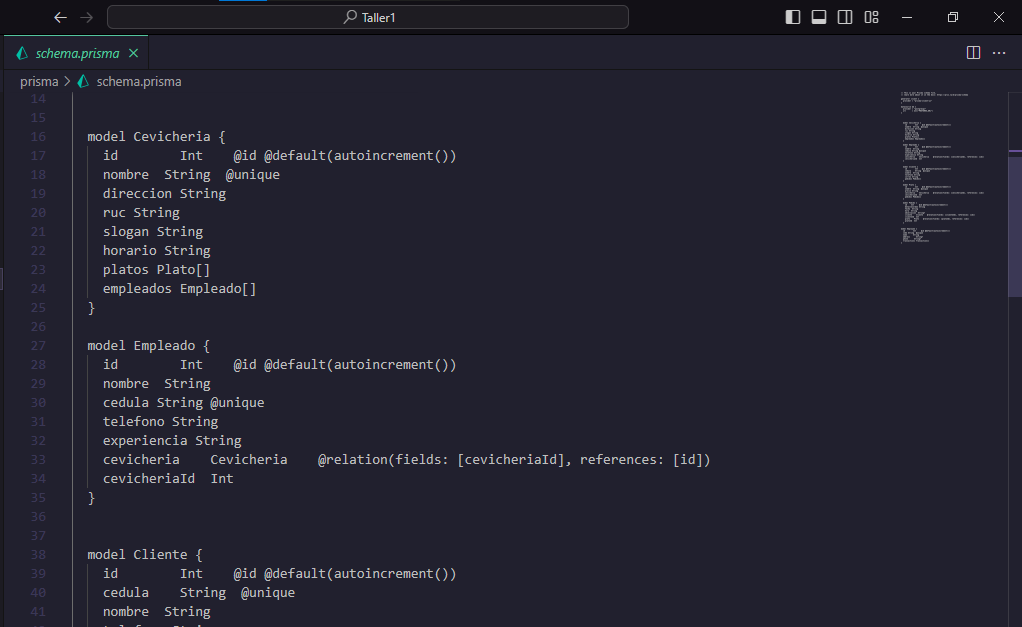 Taller1
schema.prisma
prisma > schema.prisma
14
15
16 model Cevicheria {
17 id Int @id @default(autoincrement())
18 nombre String @unique
19 direccion String
20 ruc String
21 slogan String
22 horario String
23 platos Plato[]
24 empleados Empleado[]
25 }
26
27 model Empleado {
28 id Int @id @default(autoincrement())
29 nombre String
30 cedula String @unique
31 telefono String
32 experiencia String
33 cevicheria Cevicheria @relation(fields: [cevicheriaId], references: [id])
34 cevicheriaId Int
35 }
36
37
38 model Cliente {
39 id Int @id @default(autoincrement())
40 cedula String @unique
41 nombre String